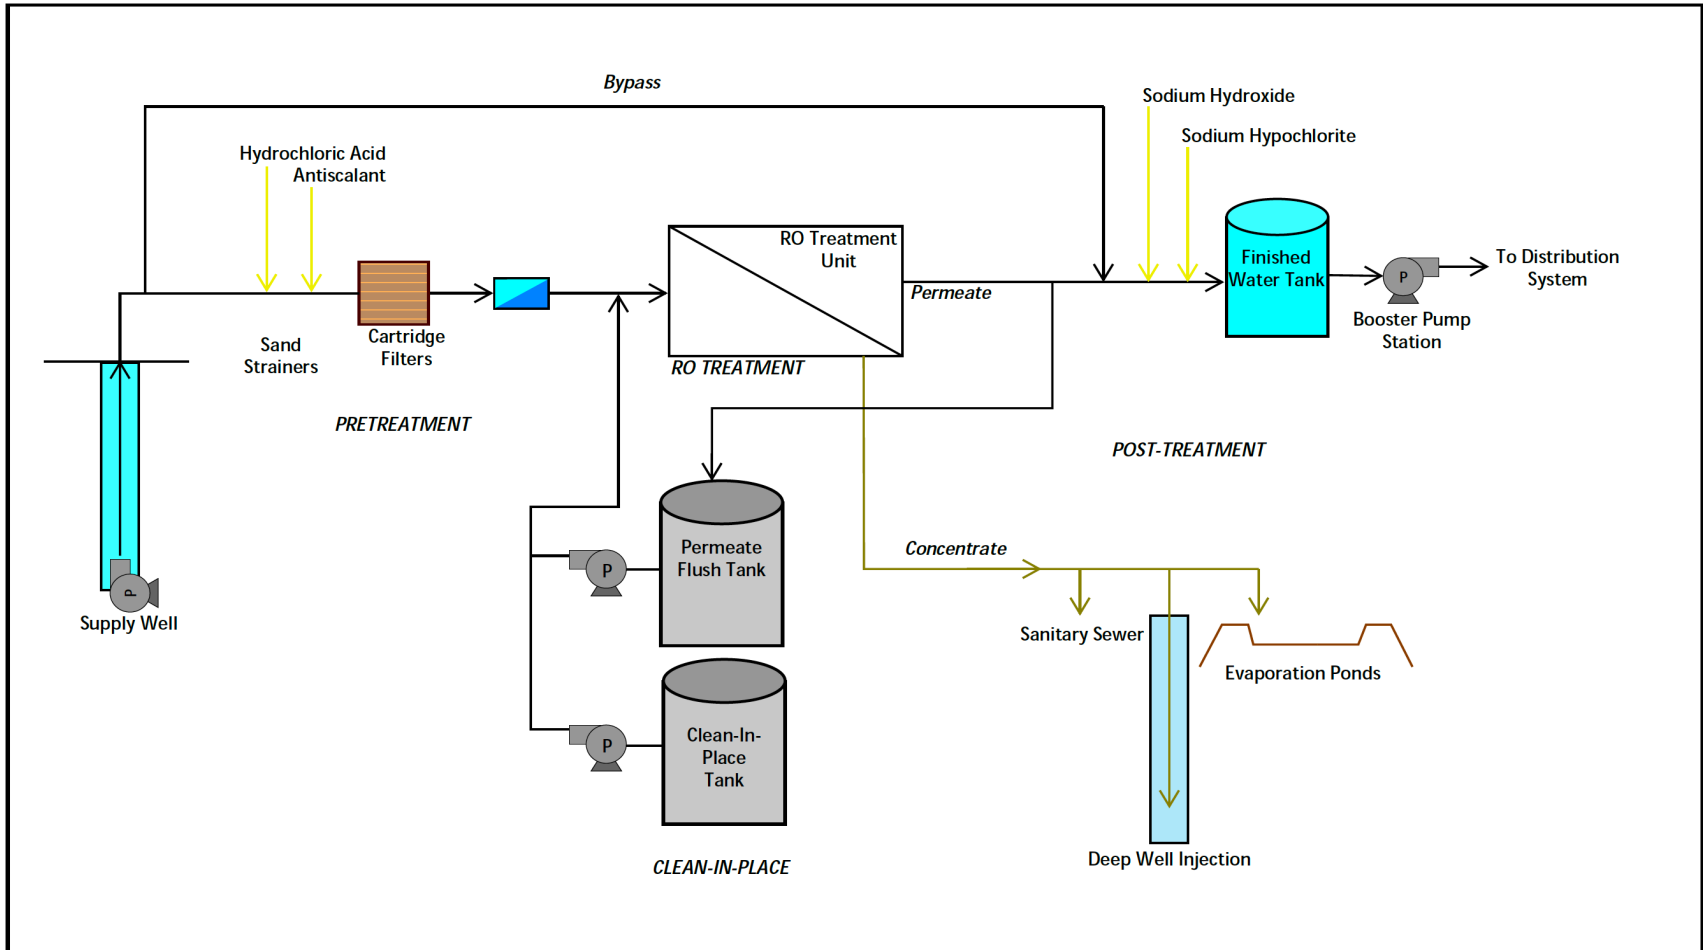 Bypass
Sodium Hydroxide
Sodium Hypochlorite
Hydrochloric Acid
Antiscalant
RO Treatment
Unit
Finished
Water Tank
To Distribution
System
Permeate
P
Booster Pump
Station
Sand
Strainers
Cartridge
Filters
RO TREATMENT
PRETREATMENT
POST-TREATMENT
Permeate
Flush Tank
P
Concentrate
P
Supply Well
Sanitary Sewer
Evaporation Ponds
Clean-In-
Place
Tank
P
Deep Well Injection
CLEAN-IN-PLACE